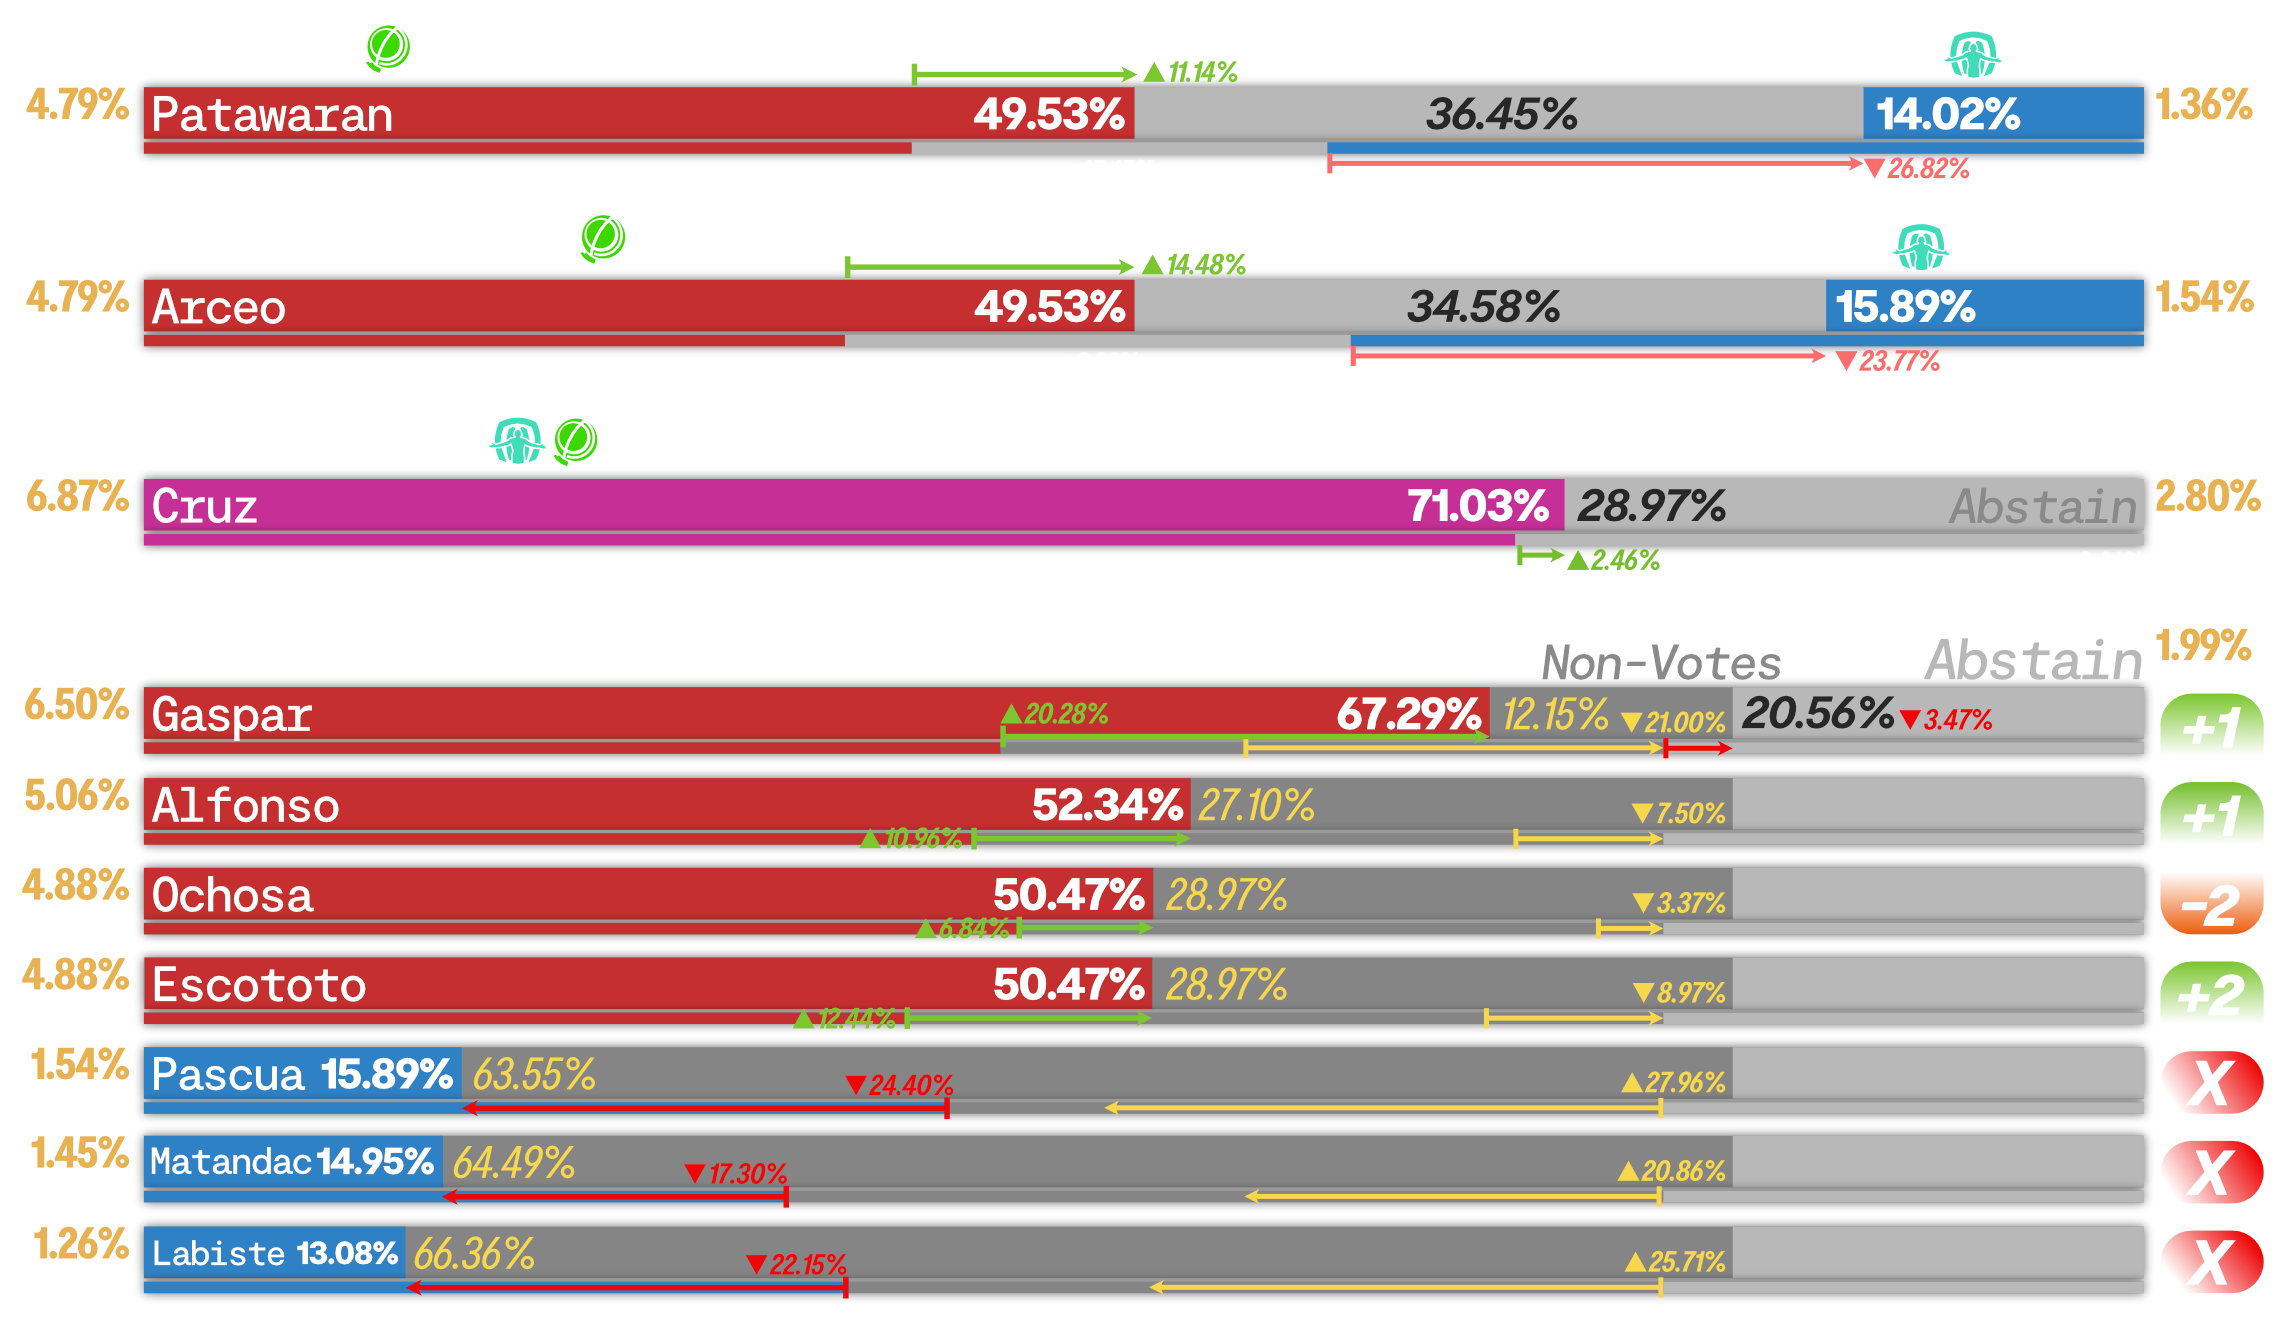 ▲11.14%
4.79% Patawaran 49.53% 36.45% 14.02% 1.36%
▼26.82%
▲14.48%
4.79% Arceo 49.53% 34.58% 15.89% 1.54%
▼23.77%
6.87% Cruz 71.03% 28.97% Abstain 2.80%
▲2.46%
Non-Votes Abstain 1.99%
6.50% Gaspar ▲20.28% 67.29% 12.15% ▼21.00% 20.56% ▼3.47% +1
5.06% Alfonso 52.34% 27.10% ▼7.50% +1
▲10.96%
4.88% Ochosa 50.47% 28.97% ▼3.37% -2
▲6.84%
4.88% Escototo 50.47% 28.97% ▼8.97% +2
▲12.44%
1.54% Pascua 15.89% 63.55% ▼24.40% ▲27.96% X
1.45% Matandac 14.95% 64.49% ▼17.30% ▲20.86% X
1.26% Labiste 13.08% 66.36% ▼22.15% ▲25.71% X